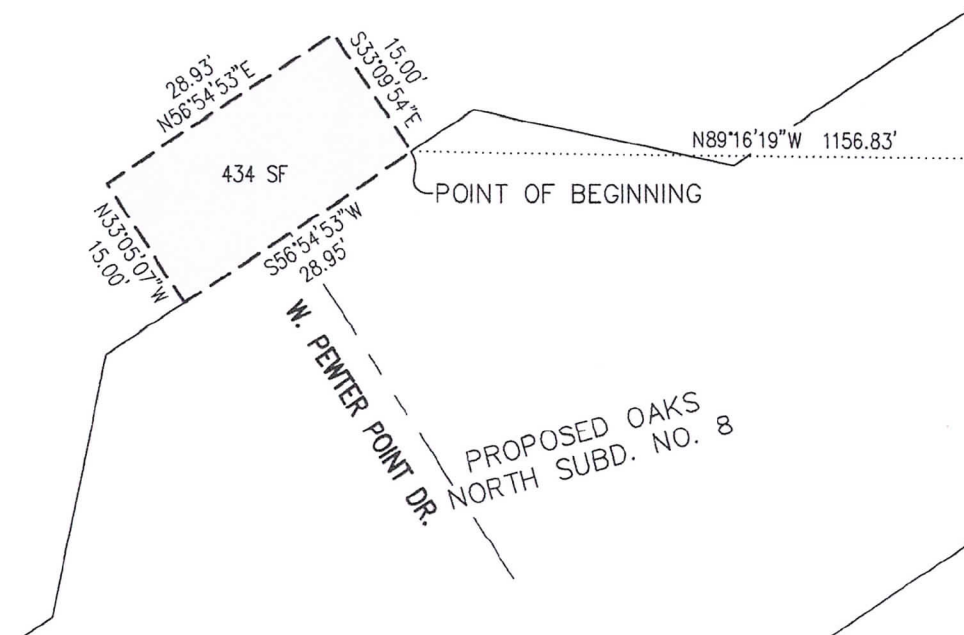 28.93'
N56°54'53"E
15.00'
S33°09'54"E
N89°16'19"W 1156.83'
434 SF
POINT OF BEGINNING
N33°05'07"W
15.00'
S56°54'53"W
28.95'
W. PEWTER POINT DR.
PROPOSED OAKS
NORTH SUBD. NO. 8